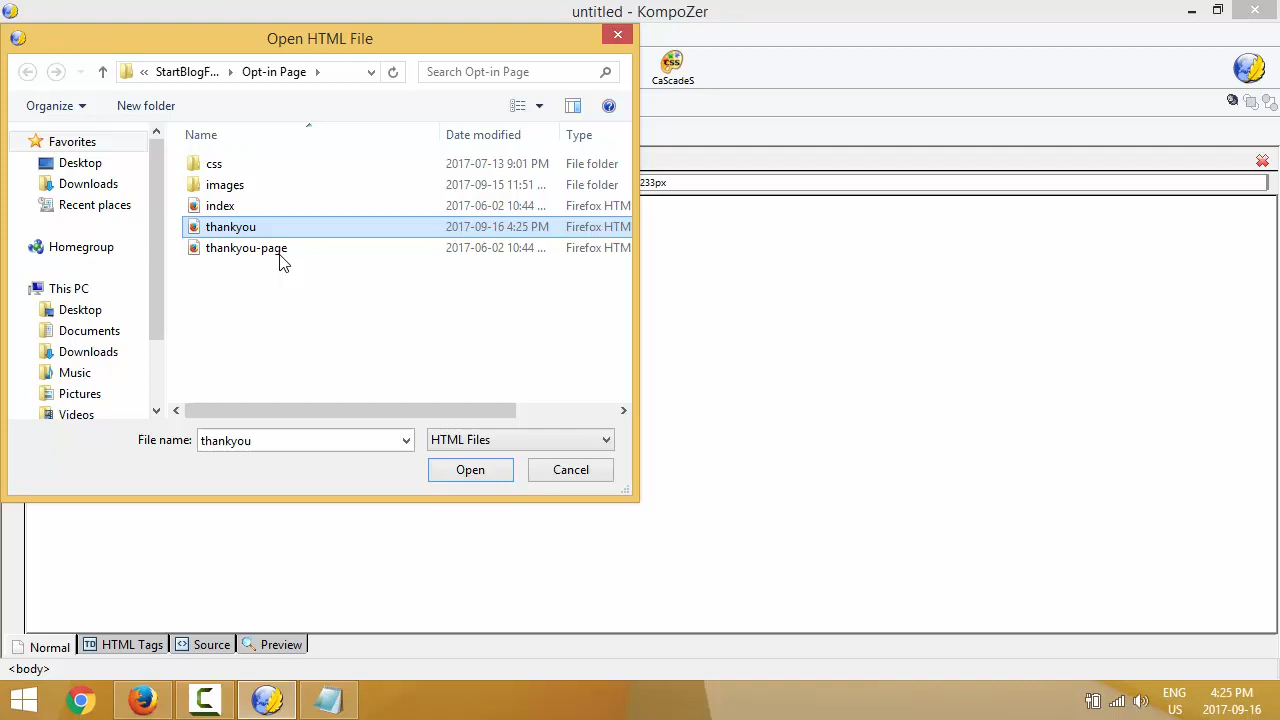 untitled - KompoZer
Open HTML File
« StartBlogF... Opt-in Page
Search Opt-in Page
CSS
CaScadeS
Organize New folder
Name Date modified Type
Favorites
Desktop
Downloads
Recent places
Homegroup
This PC
Desktop
Documents
Downloads
Music
Pictures
Videos
css 2017-07-13 9:01 PM File folder
images 2017-09-15 11:51 ... File folder
index 2017-06-02 10:44 ... Firefox HTM
thankyou 2017-09-16 4:25 PM Firefox HTM
thankyou-page 2017-06-02 10:44 ... Firefox HTM
233px
File name: thankyou HTML Files
Open Cancel
Normal TD HTML Tags Source Preview
<body>
ENG 4:25 PM
US 2017-09-16